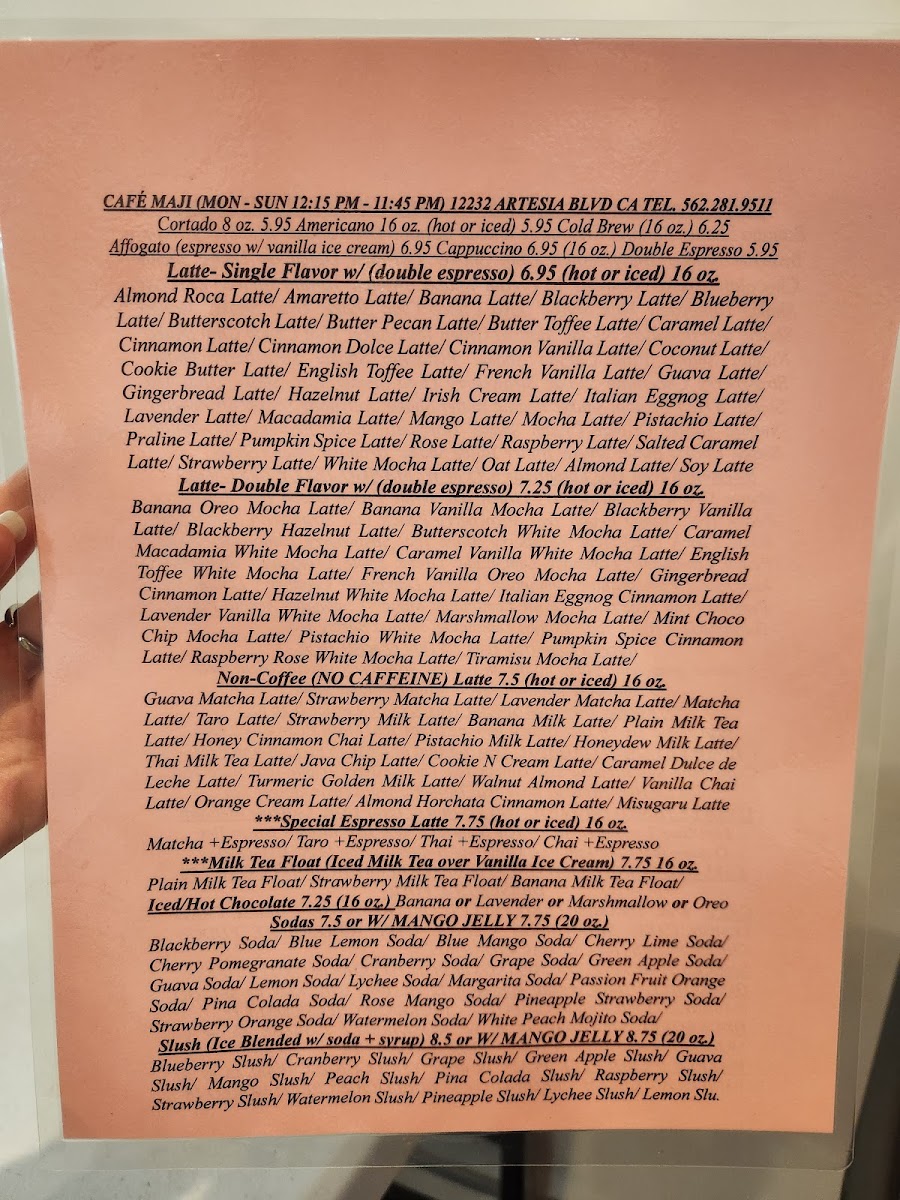 CAFÉ MAJI (MON - SUN 12:15 PM - 11:45 PM) 12232 ARTESIA BLVD CA TEL. 562.281.9511
Cortado 8 oz. 5.95 Americano 16 oz. (hot or iced) 5.95 Cold Brew (16 oz.) 6.25
Affogato (espresso w/ vanilla ice cream) 6.95 Cappuccino 6.95 (16 oz.) Double Espresso 5.95
Latte- Single Flavor w/ (double espresso) 6.95 (hot or iced) 16 oz.
Almond Roca Latte/ Amaretto Latte/ Banana Latte/ Blackberry Latte/ Blueberry
Latte/ Butterscotch Latte/ Butter Pecan Latte/ Butter Toffee Latte/ Caramel Latte/
Cinnamon Latte/ Cinnamon Dolce Latte/ Cinnamon Vanilla Latte/ Coconut Latte/
Cookie Butter Latte/ English Toffee Latte/ French Vanilla Latte/ Guava Latte/
Gingerbread Latte/ Hazelnut Latte/ Irish Cream Latte/ Italian Eggnog Latte/
Lavender Latte/ Macadamia Latte/ Mango Latte/ Mocha Latte/ Pistachio Latte/
Praline Latte/ Pumpkin Spice Latte/ Rose Latte/ Raspberry Latte/ Salted Caramel
Latte/ Strawberry Latte/ White Mocha Latte/ Oat Latte/ Almond Latte/ Soy Latte
Latte- Double Flavor w/ (double espresso) 7.25 (hot or iced) 16 oz.
Banana Oreo Mocha Latte/ Banana Vanilla Mocha Latte/ Blackberry Vanilla
Latte/ Blackberry Hazelnut Latte/ Butterscotch White Mocha Latte/ Caramel
Macadamia White Mocha Latte/ Caramel Vanilla White Mocha Latte/ English
Toffee White Mocha Latte/ French Vanilla Oreo Mocha Latte/ Gingerbread
Cinnamon Latte/ Hazelnut White Mocha Latte/ Italian Eggnog Cinnamon Latte/
Lavender Vanilla White Mocha Latte/ Marshmallow Mocha Latte/ Mint Choco
Chip Mocha Latte/ Pistachio White Mocha Latte/ Pumpkin Spice Cinnamon
Latte/ Raspberry Rose White Mocha Latte/ Tiramisu Mocha Latte/
Non-Coffee (NO CAFFEINE) Latte 7.5 (hot or iced) 16 oz.
Guava Matcha Latte/ Strawberry Matcha Latte/ Lavender Matcha Latte/ Matcha
Latte/ Taro Latte/ Strawberry Milk Latte/ Banana Milk Latte/ Plain Milk Tea
Latte/ Honey Cinnamon Chai Latte/ Pistachio Milk Latte/ Honeydew Milk Latte/
Thai Milk Tea Latte/ Java Chip Latte/ Cookie N Cream Latte/ Caramel Dulce de
Leche Latte/ Turmeric Golden Milk Latte/ Walnut Almond Latte/ Vanilla Chai
Latte/ Orange Cream Latte/ Almond Horchata Cinnamon Latte/ Misugaru Latte
***Special Espresso Latte 7.75 (hot or iced) 16 oz.
Matcha +Espresso/ Taro +Espresso/ Thai +Espresso/ Chai +Espresso
***Milk Tea Float (Iced Milk Tea over Vanilla Ice Cream) 7.75 16 oz.
Plain Milk Tea Float/ Strawberry Milk Tea Float/ Banana Milk Tea Float/
Iced/Hot Chocolate 7.25 (16 oz.) Banana or Lavender or Marshmallow or Oreo
Sodas 7.5 or W/ MANGO JELLY 7.75 (20 oz.)
Blackberry Soda/ Blue Lemon Soda/ Blue Mango Soda/ Cherry Lime Soda/
Cherry Pomegranate Soda/ Cranberry Soda/ Grape Soda/ Green Apple Soda/
Guava Soda/ Lemon Soda/ Lychee Soda/ Margarita Soda/ Passion Fruit Orange
Soda/ Pina Colada Soda/ Rose Mango Soda/ Pineapple Strawberry Soda/
Strawberry Orange Soda/ Watermelon Soda/ White Peach Mojito Soda/
Slush (Ice Blended w/ soda + syrup) 8.5 or W/ MANGO JELLY 8.75 (20 oz.)
Blueberry Slush/ Cranberry Slush/ Grape Slush/ Green Apple Slush/ Guava
Slush/ Mango Slush/ Peach Slush/ Pina Colada Slush/ Raspberry Slush/
Strawberry Slush/ Watermelon Slush/ Pineapple Slush/ Lychee Slush/ Lemon Slu.